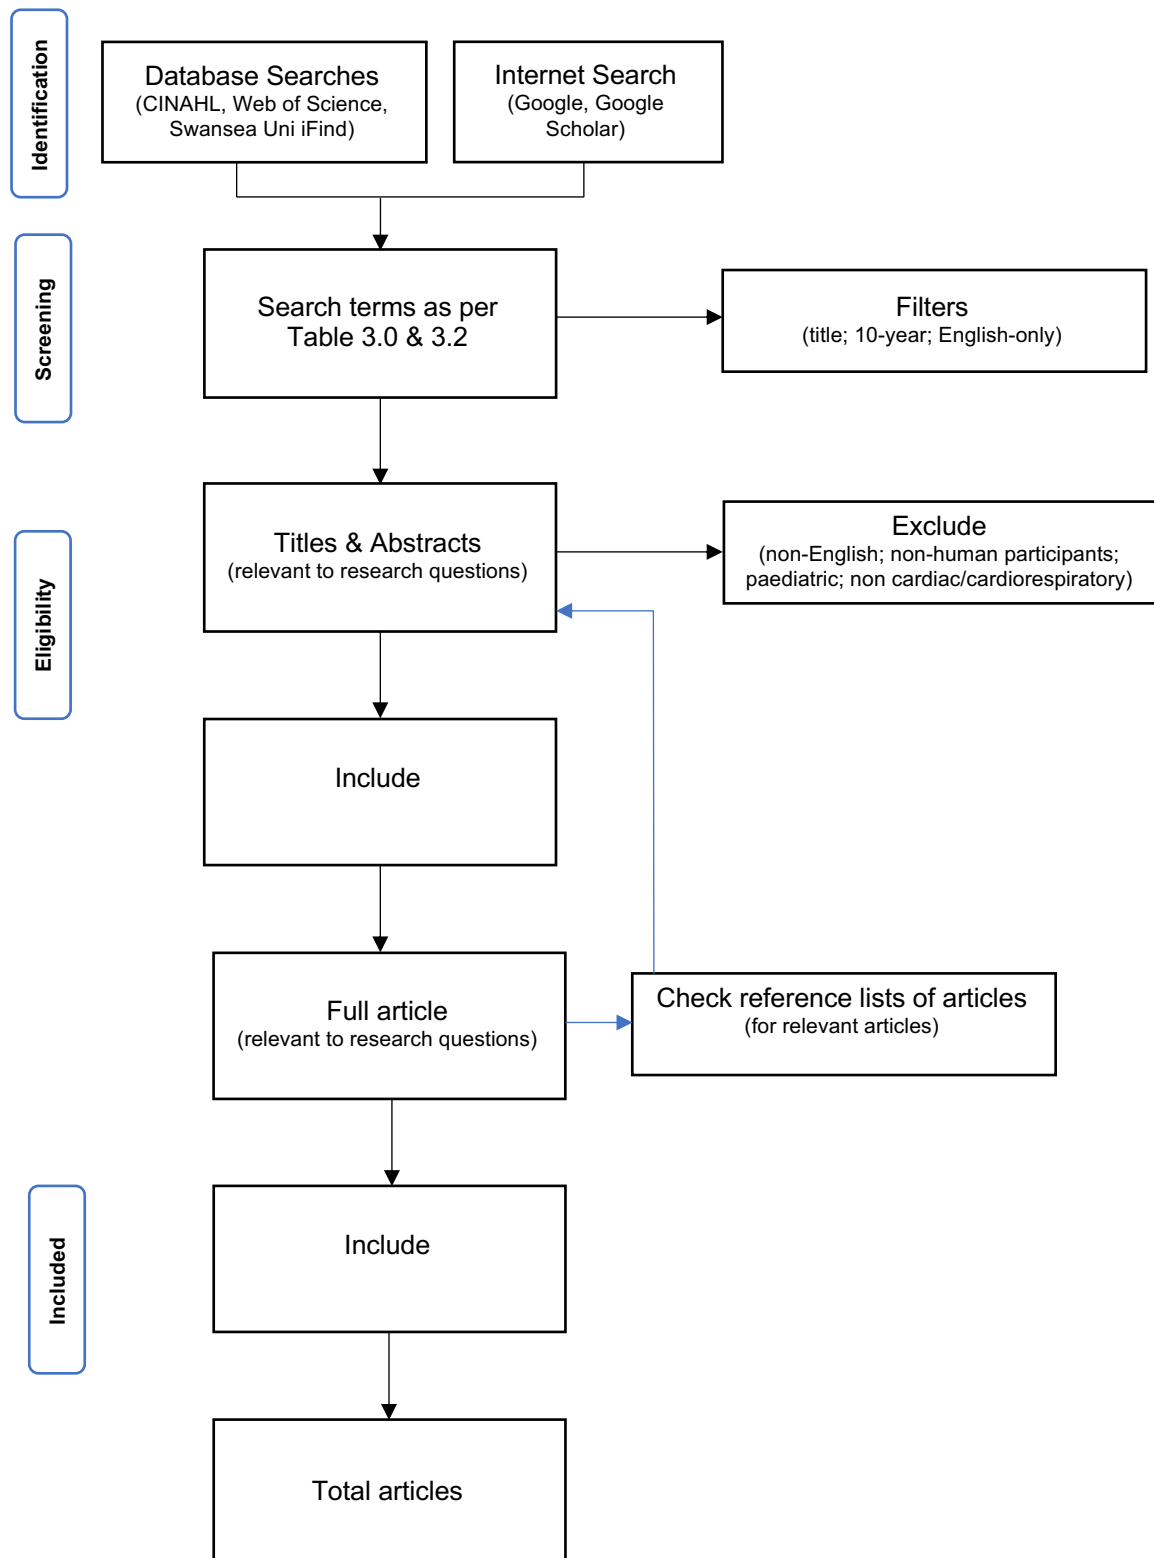 Identification
Database Searches
(CINAHL, Web of Science,
Swansea Uni iFind)
Internet Search
(Google, Google
Scholar)
Screening
Search terms as per
Table 3.0 & 3.2
Filters
(title; 10-year; English-only)
Eligibility
Titles & Abstracts
(relevant to research questions)
Exclude
(non-English; non-human participants;
paediatric; non cardiac/cardiorespiratory)
Include
Full article
(relevant to research questions)
Check reference lists of articles
(for relevant articles)
Included
Include
Total articles